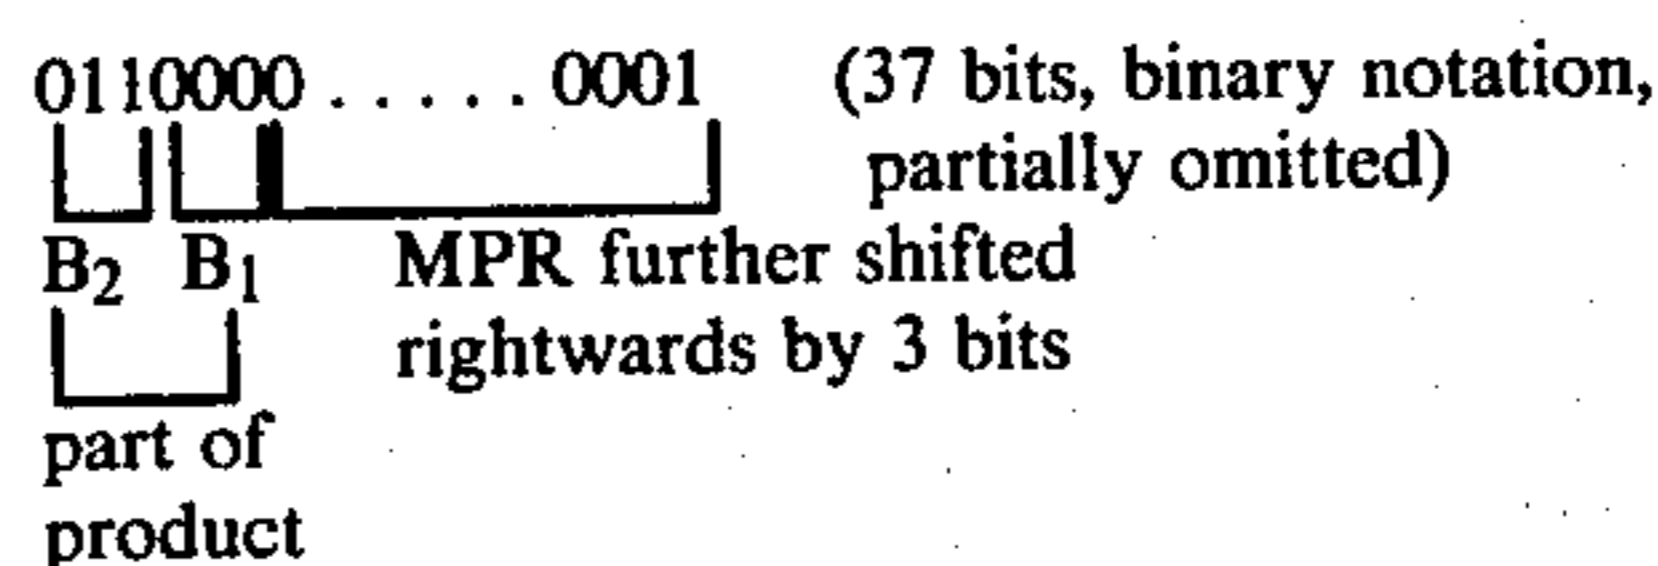 0110000 . . . . . 0001 (37 bits, binary notation,
partially omitted)
B2 B1 MPR further shifted
rightwards by 3 bits
part of
product